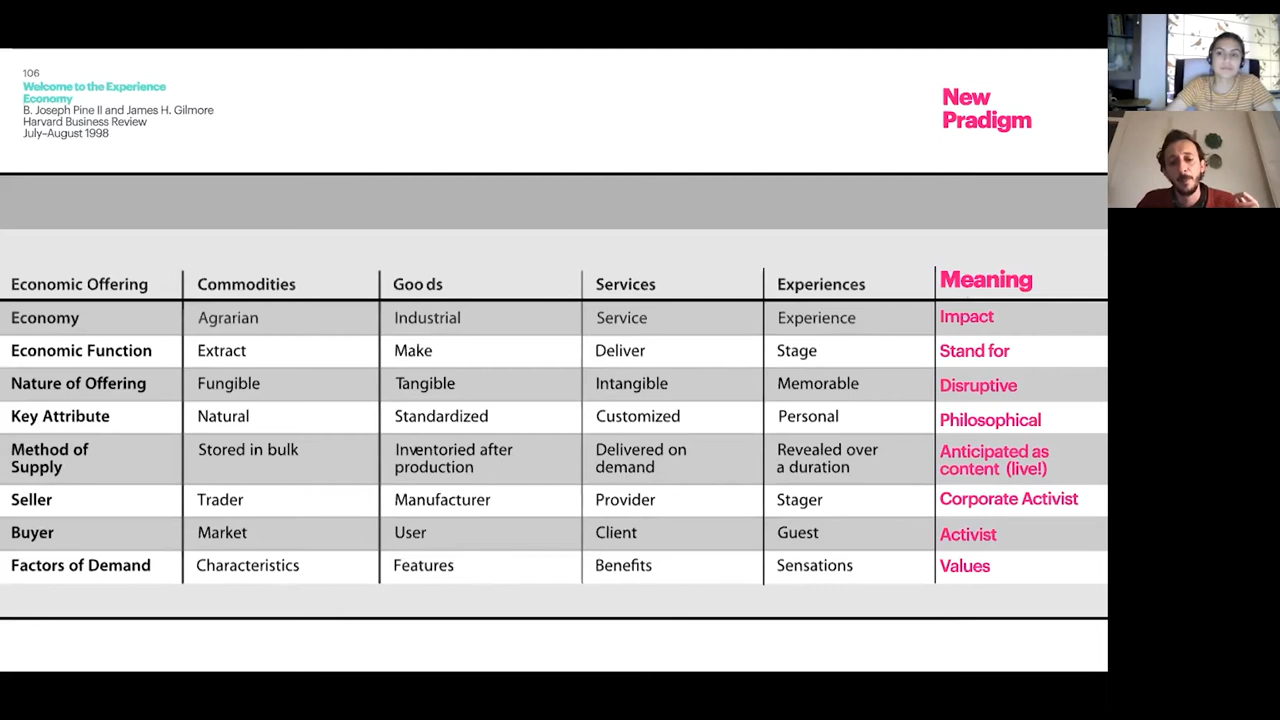 106
Welcome to the Experience
Economy
B. Joseph Pine II and James H. Gilmore
Harvard Business Review
July–August 1998
New
Pradigm
Economic Offering Commodities Goods Services Experiences Meaning
Economy Agrarian Industrial Service Experience Impact
Economic Function Extract Make Deliver Stage Stand for
Nature of Offering Fungible Tangible Intangible Memorable Disruptive
Key Attribute Natural Standardized Customized Personal Philosophical
Method of Stored in bulk Inventoried after Delivered on Revealed over Anticipated as
Supply production demand a duration content (live!)
Seller Trader Manufacturer Provider Stager Corporate Activist
Buyer Market User Client Guest Activist
Factors of Demand Characteristics Features Benefits Sensations Values